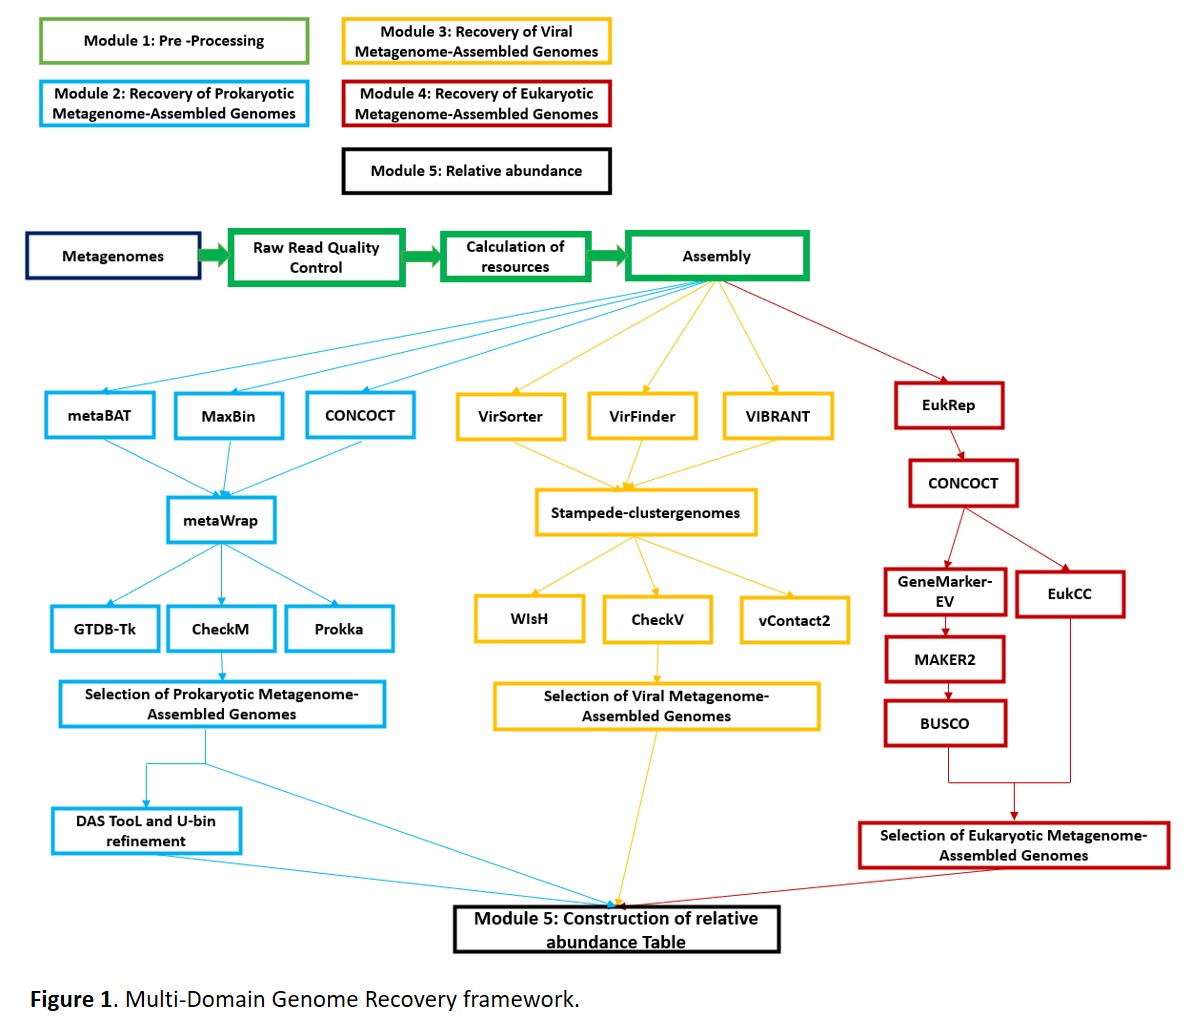 Module 1: Pre -Processing
Module 3: Recovery of Viral
Metagenome-Assembled Genomes
Module 2: Recovery of Prokaryotic
Metagenome-Assembled Genomes
Module 4: Recovery of Eukaryotic
Metagenome-Assembled Genomes
Module 5: Relative abundance
Metagenomes
Raw Read Quality
Control
Calculation of
resources
Assembly
metaBAT
MaxBin
CONCOCT
VirSorter
VirFinder
VIBRANT
EukRep
CONCOCT
metaWrap
Stampede-clustergenomes
GeneMarker-
EV
EukCC
GTDB-Tk
CheckM
Prokka
WIsH
CheckV
vContact2
MAKER2
Selection of Prokaryotic Metagenome-
Assembled Genomes
Selection of Viral Metagenome-
Assembled Genomes
BUSCO
DAS TooL and U-bin
refinement
Selection of Eukaryotic Metagenome-
Assembled Genomes
Module 5: Construction of relative
abundance Table
Figure 1. Multi-Domain Genome Recovery framework.